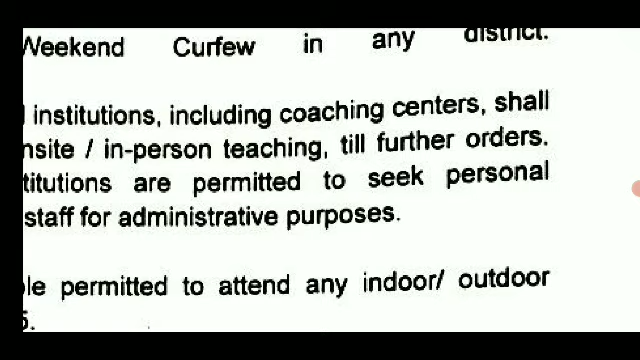 Weekend Curfew in any district.
institutions, including coaching centers, shall
nsite / in-person teaching, till further orders.
titutions are permitted to seek personal
staff for administrative purposes.
le permitted to attend any indoor/ outdoor
5.